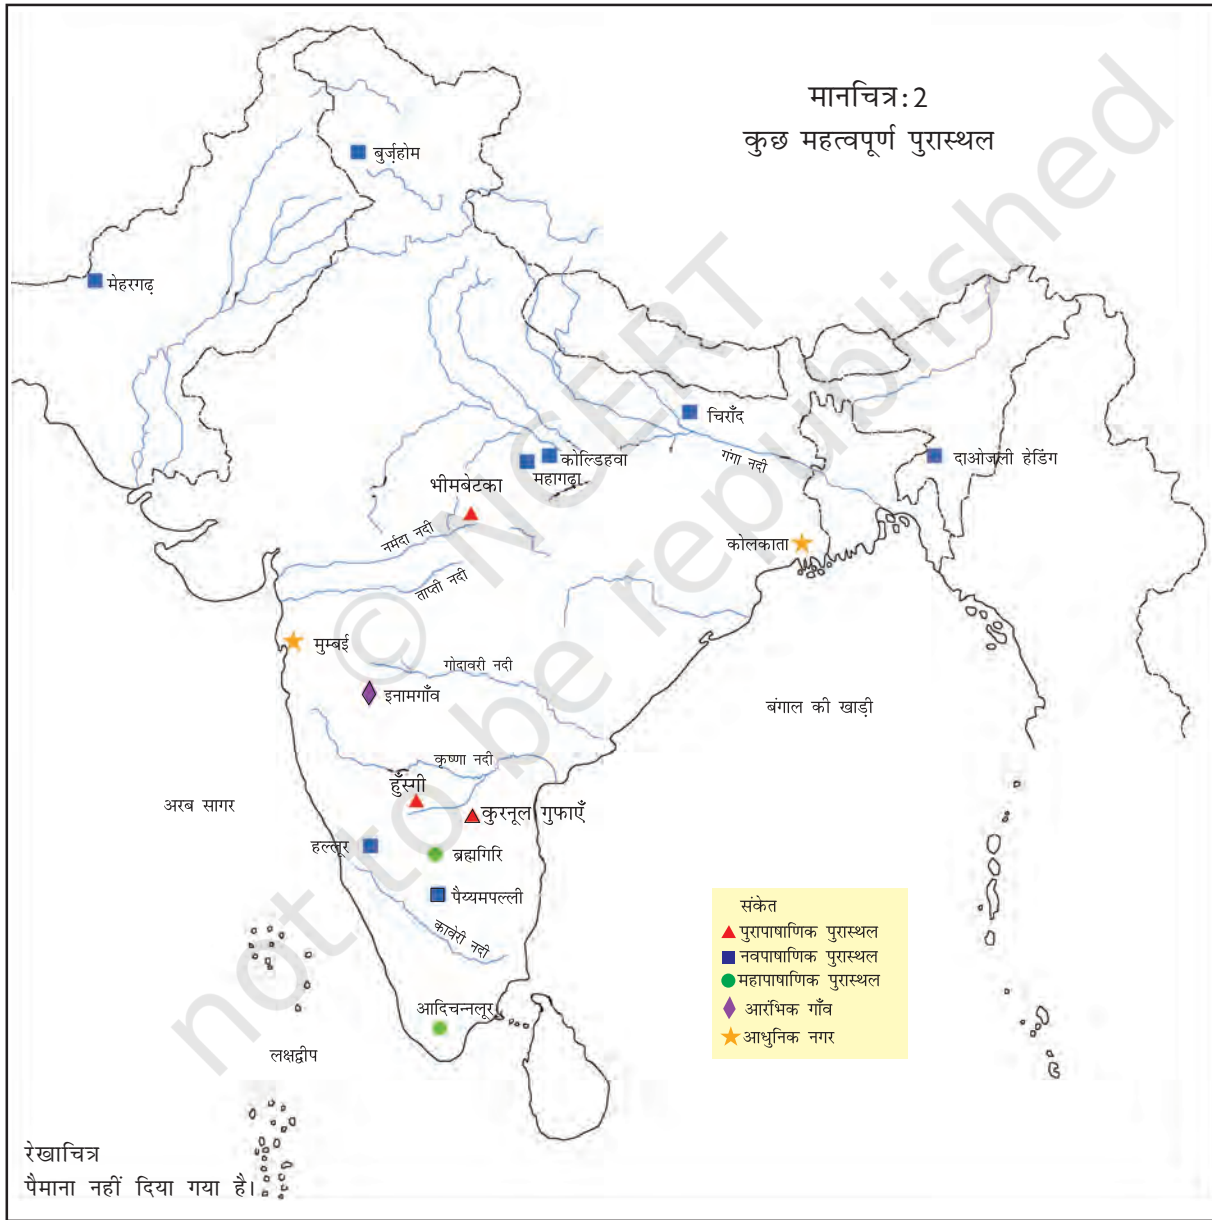 मानचित्र:2
कुछ महत्वपूर्ण पुरास्थल
बुर्ज़होम
मेहरगढ़
चिराँद
कोल्डिहवा
महागढ़ा
गंगा नदी
दाओजली हेडिंग
भीमबेटका
नर्मदा नदी
कोलकाता
ताप्ती नदी
मुम्बई
गोदावरी नदी
इनामगाँव
बंगाल की खाड़ी
कृष्णा नदी
हुँस्गी
अरब सागर
कुरनूल गुफाएँ
हल्लूर
ब्रह्मगिरि
पैय्यमपल्ली
कावेरी नदी
संकेत
पुरापाषाणिक पुरास्थल
नवपाषाणिक पुरास्थल
महापाषाणिक पुरास्थल
आरंभिक गाँव
आधुनिक नगर
आदिचन्नलूर
लक्षद्वीप
रेखाचित्र
पैमाना नहीं दिया गया है।
© NCERT
not to be republished